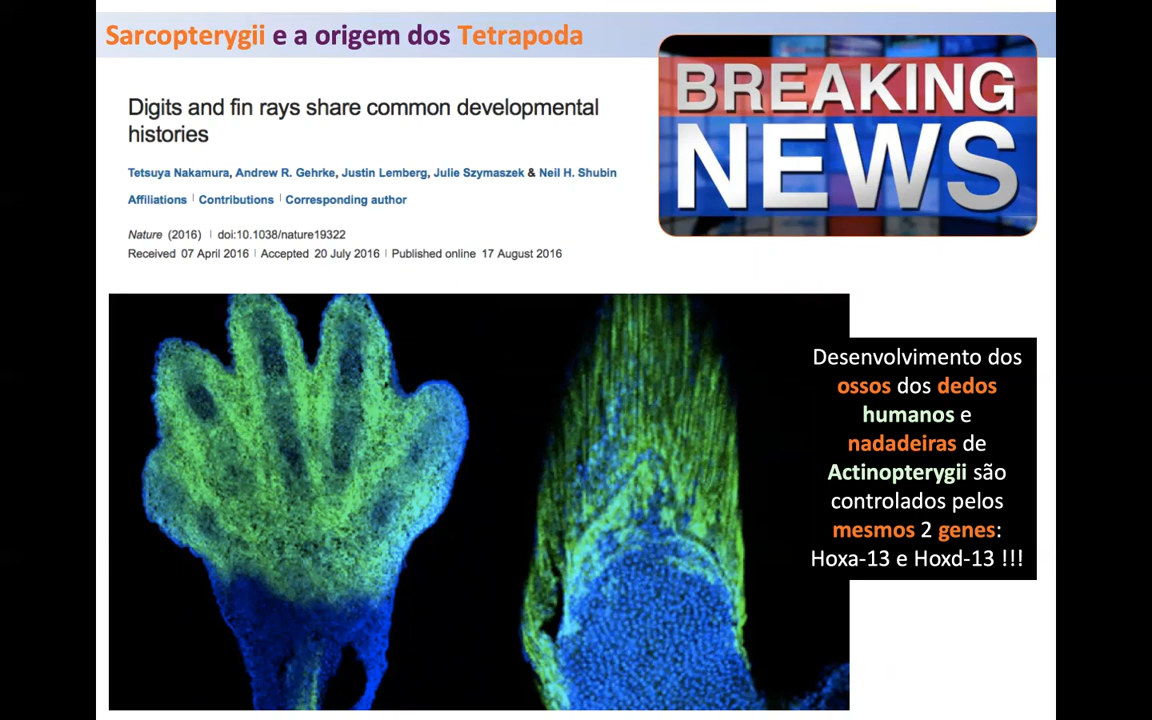 Sarcopterygii e a origem dos Tetrapoda
BREAKING
NEWS
Digits and fin rays share common developmental
histories
Tetsuya Nakamura, Andrew R. Gehrke, Justin Lemberg, Julie Szymaszek & Neil H. Shubin
Affiliations | Contributions | Corresponding author
Nature (2016) | doi:10.1038/nature19322
Received 07 April 2016 | Accepted 20 July 2016 | Published online 17 August 2016
Desenvolvimento dos
ossos dos dedos
humanos e
nadadeiras de
Actinopterygii são
controlados pelos
mesmos 2 genes:
Hoxa-13 e Hoxd-13 !!!